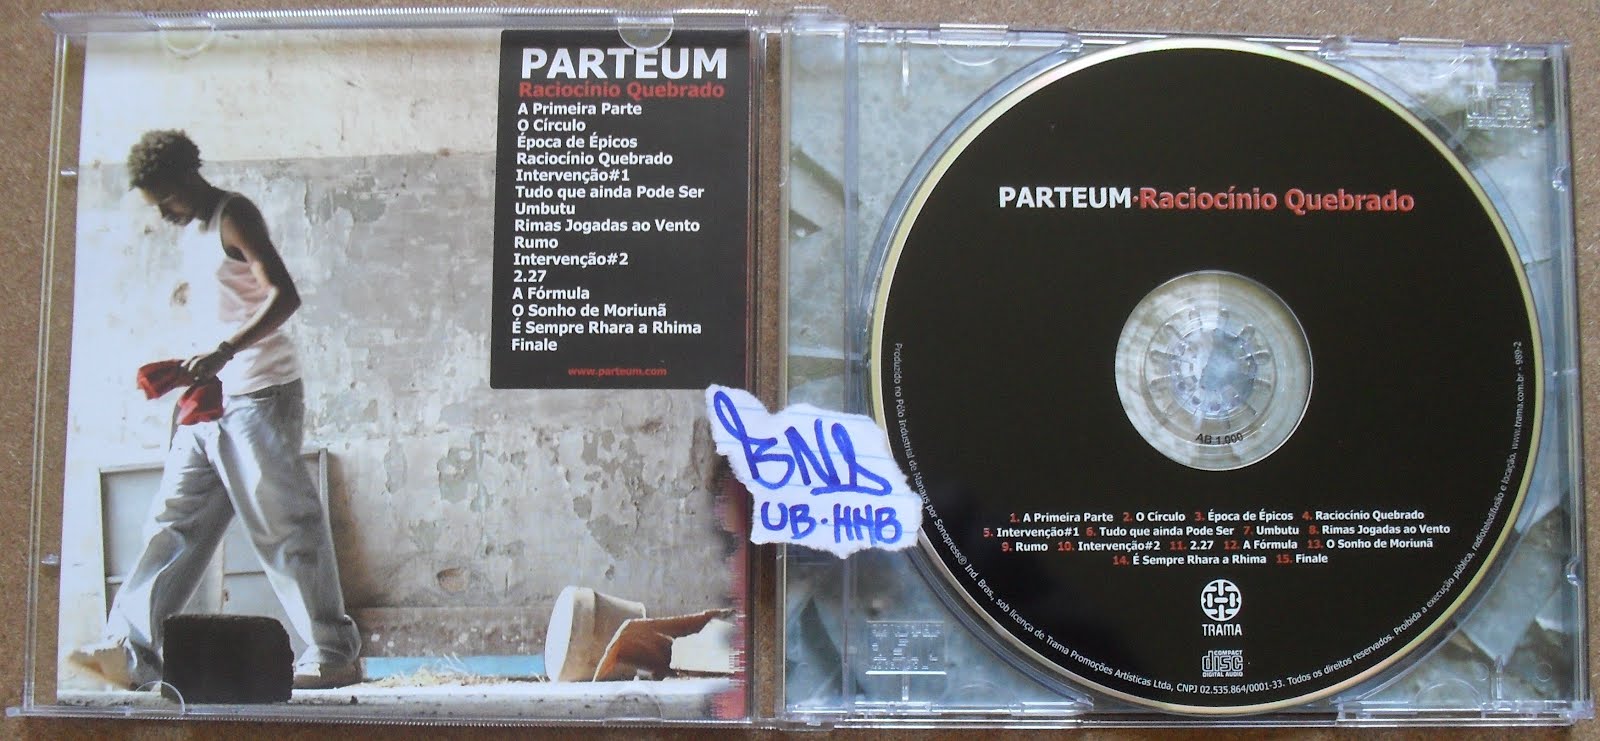 PARTEUM
Raciocínio Quebrado
A Primeira Parte
O Círculo
Época de Épicos
Raciocínio Quebrado
Intervenção#1
Tudo que ainda Pode Ser
Umbutu
Rimas Jogadas ao Vento
Rumo
Intervenção#2
2.27
A Fórmula
O Sonho de Moriunã
É Sempre Rhara a Rhima
Finale
www.parteum.com
UB·HHB
PARTEUM·Raciocínio Quebrado
AB 1.000
1. A Primeira Parte 2. O Círculo 3. Época de Épicos 4. Raciocínio Quebrado
5. Intervenção#1 6. Tudo que ainda Pode Ser 7. Umbutu 8. Rimas Jogadas ao Vento
9. Rumo 10. Intervenção#2 11. 2.27 12. A Fórmula 13. O Sonho de Moriunã
14. É Sempre Rhara a Rhima 15. Finale
TRAMA
COMPACT
disc
DIGITAL AUDIO
Produzido no Pólo Industrial de Manaus por Sonopress® Ind. Bras., sob licença de Trama Promoções Artísticas Ltda, CNPJ 02.535.864/0001-33. Todos os direitos reservados. Proibida a execução pública, radioteledifusão e locação. www.trama.com.br - 989-2
disc